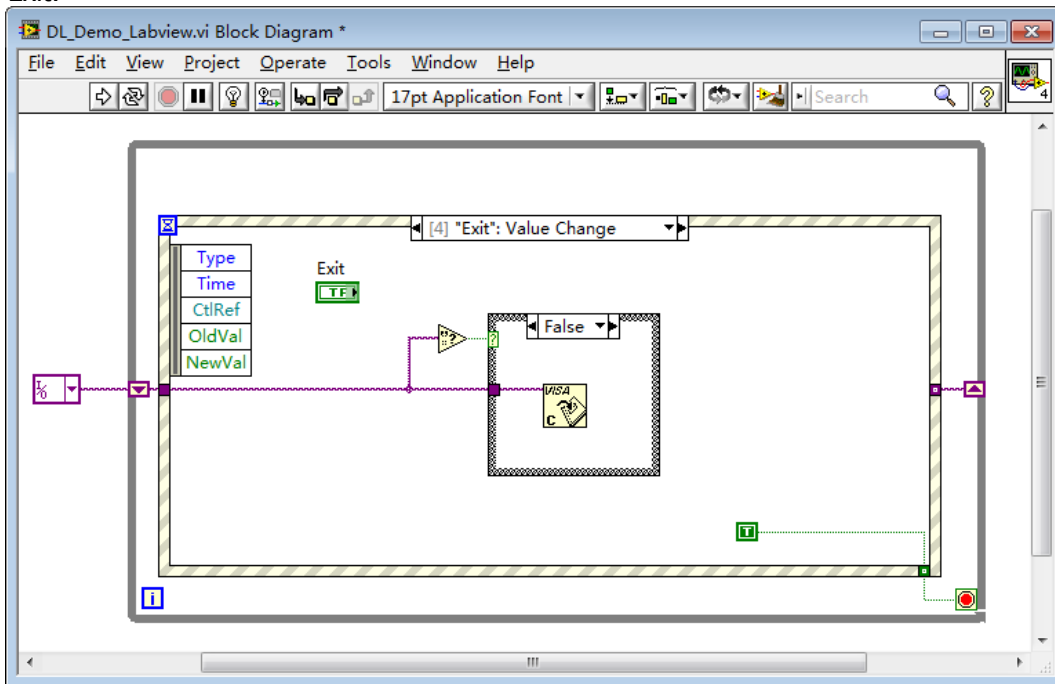 DL_Demo_Labview.vi Block Diagram *
File Edit View Project Operate Tools Window Help
17pt Application Font
Search
?
4
[4] "Exit": Value Change
Type
Time
CtlRef
OldVal
NewVal
Exit
TF
False
"?
?
I/O
VISA
C
T
i